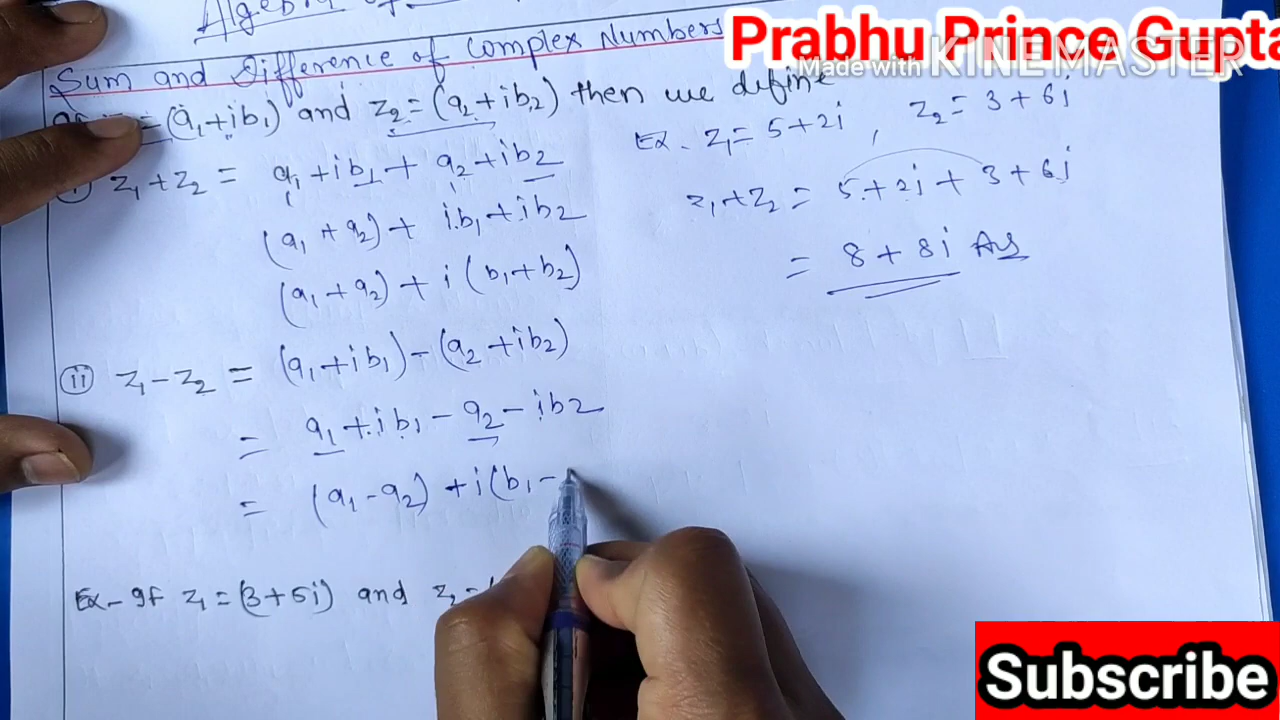 Algebra of
Prabhu Prince Gupta
Made with KINEMASTER
Sum and Difference of Complex Numbers
= (a₁+ib₁) and z₂ = (a₂+ib₂) then we define
i) z₁+z₂ = a₁+ib₁+ a₂+ib₂
(a₁+a₂)+ ib₁+ib₂
(a₁+a₂)+i(b₁+b₂)
Ex. z₁= 5+2i, z₂= 3+6i
z₁+z₂ = 5+2i+3+6i
= 8+8i Ans
(ii) z₁-z₂ = (a₁+ib₁)-(a₂+ib₂)
= a₁+ib₁-a₂-ib₂
= (a₁-a₂)+i(b₁-
Ex- If z₁=(3+5i) and z₂=
Subscribe